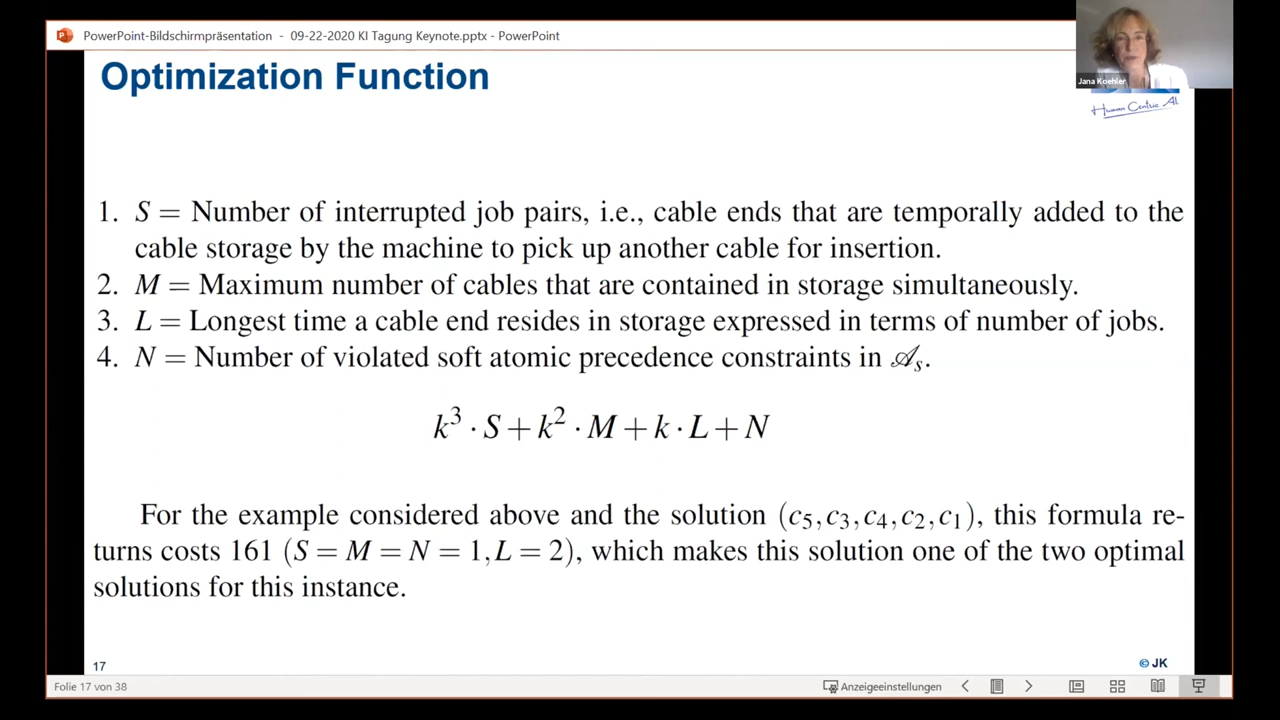 PowerPoint-Bildschirmpräsentation - 09-22-2020 KI Tagung Keynote.pptx - PowerPoint
Jana Koehler
Optimization Function
Human Centric AI
1. S = Number of interrupted job pairs, i.e., cable ends that are temporally added to the
cable storage by the machine to pick up another cable for insertion.
2. M = Maximum number of cables that are contained in storage simultaneously.
3. L = Longest time a cable end resides in storage expressed in terms of number of jobs.
4. N = Number of violated soft atomic precedence constraints in 𝒜ₛ.
k³ · S + k² · M + k · L + N
For the example considered above and the solution (c₅, c₃, c₄, c₂, c₁), this formula re-
turns costs 161 (S = M = N = 1, L = 2), which makes this solution one of the two optimal
solutions for this instance.
17
© JK
Folie 17 von 38
Anzeigeeinstellungen